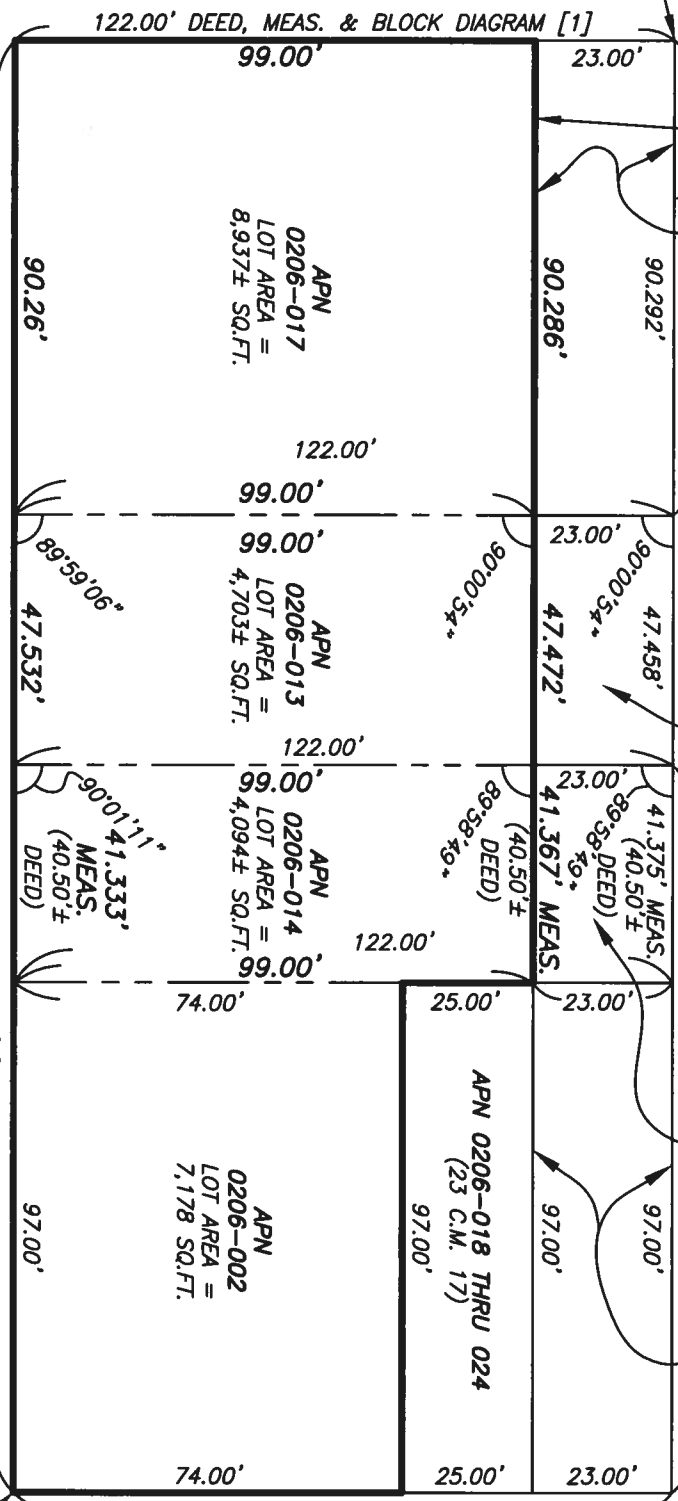 122.00' DEED, MEAS. & BLOCK DIAGRAM [1]
99.00'
23.00'
90.292'
90.286'
APN
0206-017
LOT AREA =
8,937± SQ.FT.
90.26'
122.00'
99.00'
99.00'
23.00'
90°00'54"
90°00'54"
89°59'06"
47.458'
47.472'
APN
0206-013
LOT AREA =
4,703± SQ.FT.
47.532'
122.00'
99.00'
23.00'
41.375' MEAS.
(40.50'±
DEED)
89°58'49"
41.367' MEAS.
(40.50'±
DEED)
89°58'49"
APN
0206-014
LOT AREA =
4,094± SQ.FT.
90°01'11"
41.333'
MEAS.
(40.50'±
DEED)
122.00'
99.00'
74.00'
25.00'
23.00'
97.00'
97.00'
APN 0206-018 THRU 024
(23 C.M. 17)
97.00'
APN
0206-002
LOT AREA =
7,178 SQ.FT.
97.00'
74.00'
25.00'
23.00'